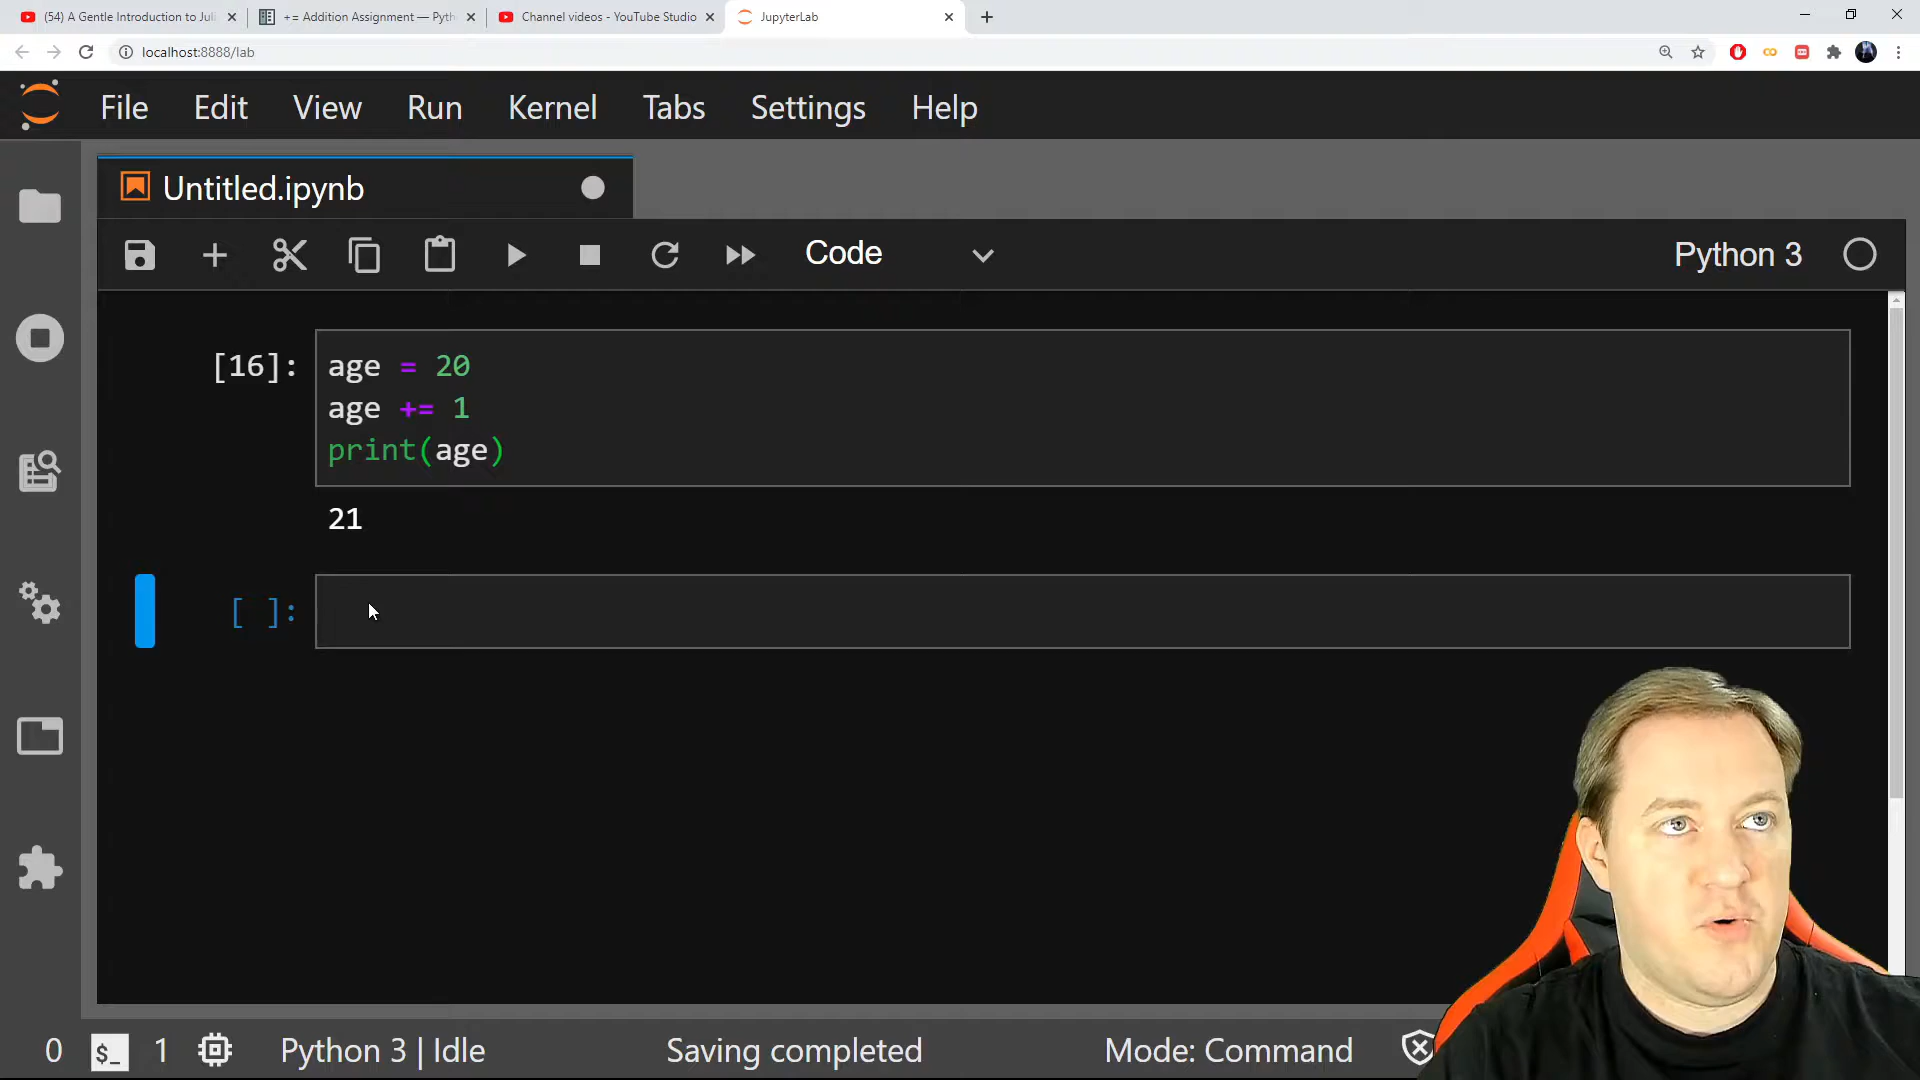 (54) A Gentle Introduction to Juli
+= Addition Assignment — Pyth
Channel videos - YouTube Studio
JupyterLab
localhost:8888/lab
File Edit View Run Kernel Tabs Settings Help
Untitled.ipynb
Code
Python 3
[16]:
age = 20
age += 1
print(age)
21
[ ]:
0 $_ 1 Python 3 | Idle Saving completed Mode: Command